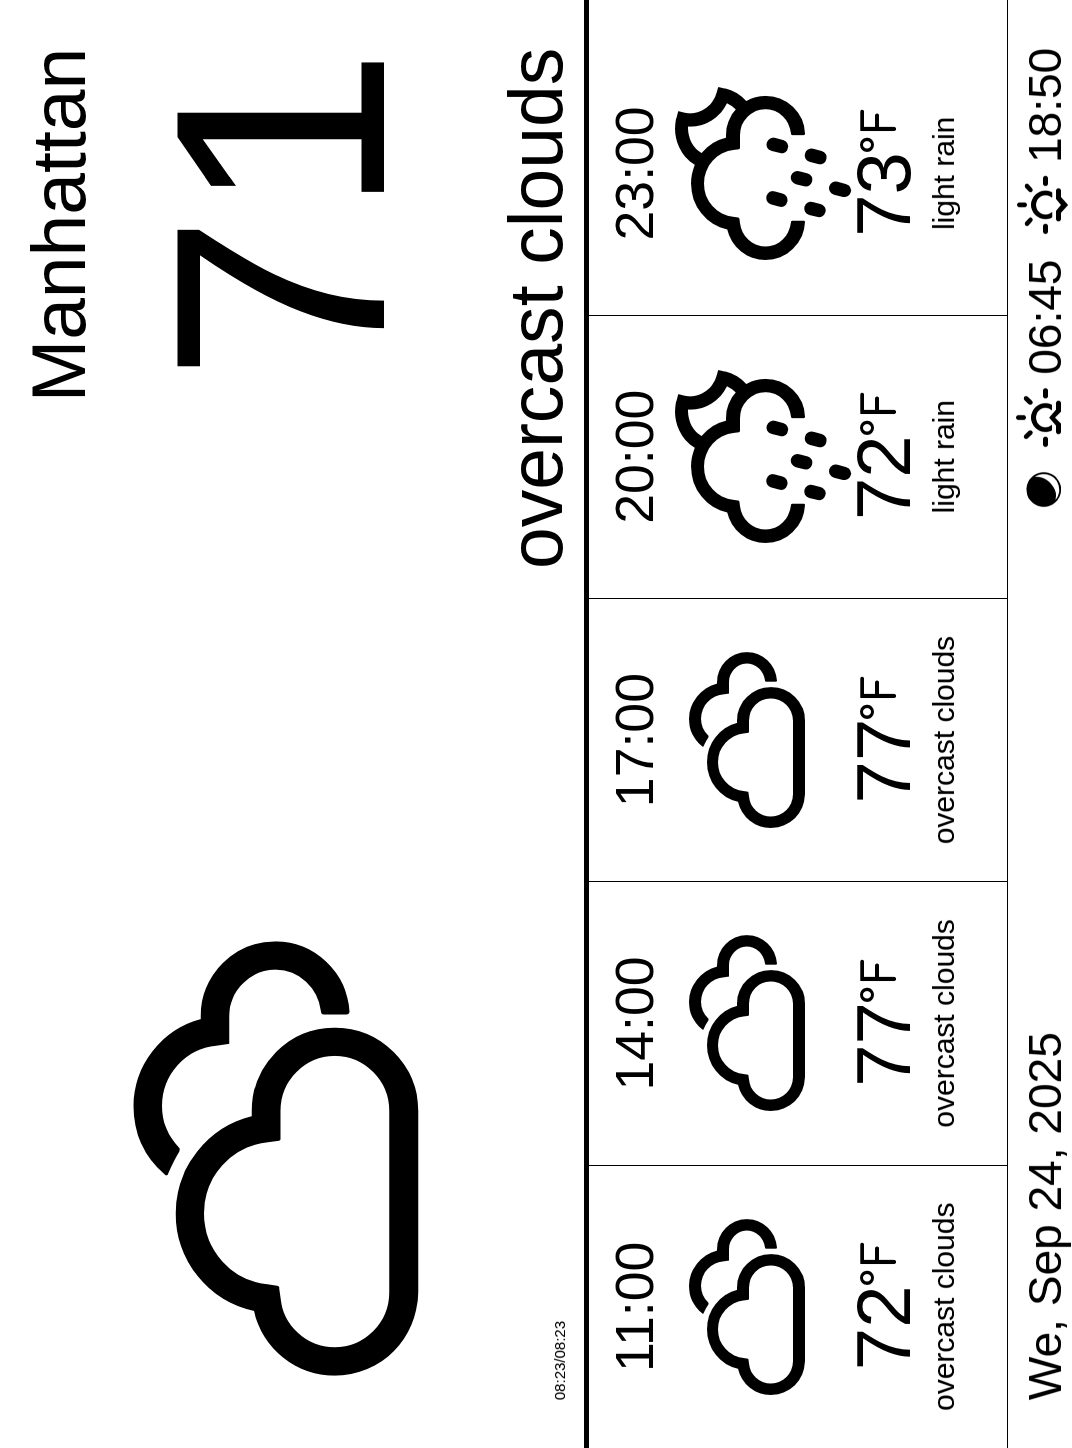 Manhattan
71
overcast clouds
08:23/08:23
11:00 14:00 17:00 20:00 23:00
72°F 77°F 77°F 72°F 73°F
overcast clouds overcast clouds overcast clouds light rain light rain
We, Sep 24, 2025 06:45 18:50